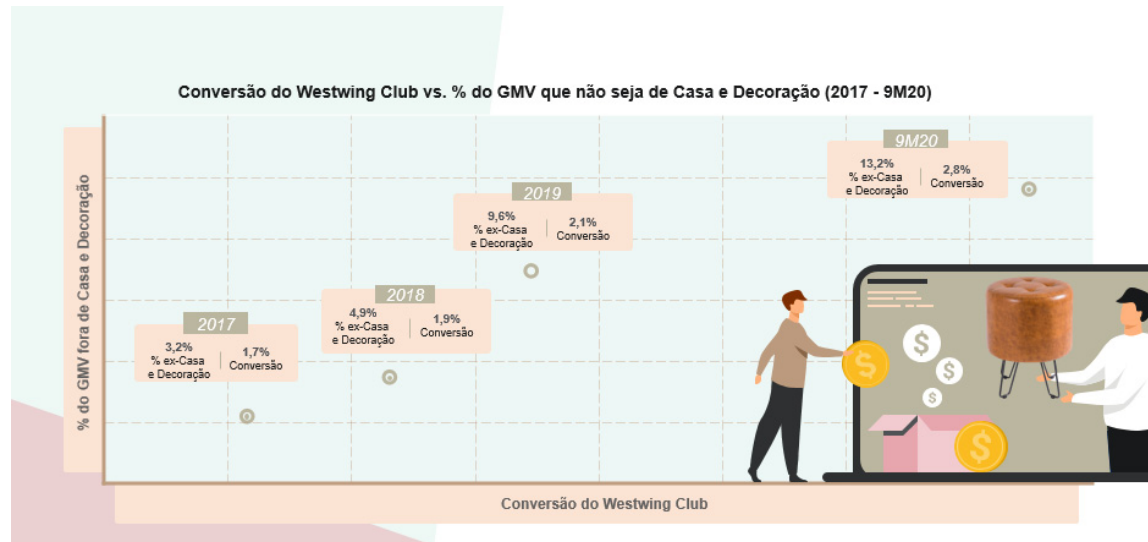 Conversão do Westwing Club vs. % do GMV que não seja de Casa e Decoração (2017 - 9M20)
% do GMV fora de Casa e Decoração
2017
3,2%
% ex-Casa
e Decoração
1,7%
Conversão
2018
4,9%
% ex-Casa
e Decoração
1,9%
Conversão
2019
9,6%
% ex-Casa
e Decoração
2,1%
Conversão
9M20
13,2%
% ex-Casa
e Decoração
2,8%
Conversão
$
$
$
$
$
Conversão do Westwing Club